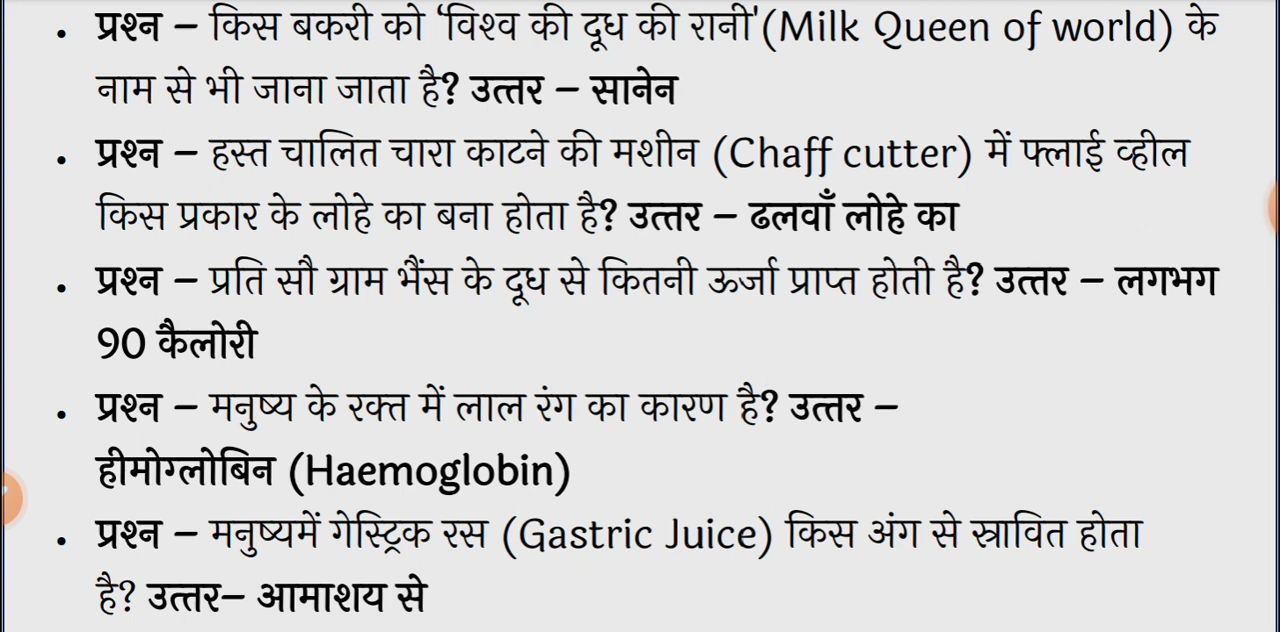 • प्रश्न – किस बकरी को ‘विश्व की दूध की रानी'(Milk Queen of world) के
नाम से भी जाना जाता है? उत्तर – सानेन
• प्रश्न – हस्त चालित चारा काटने की मशीन (Chaff cutter) में फ्लाई व्हील
किस प्रकार के लोहे का बना होता है? उत्तर – ढलवाँ लोहे का
• प्रश्न – प्रति सौ ग्राम भैंस के दूध से कितनी ऊर्जा प्राप्त होती है? उत्तर – लगभग
90 कैलोरी
• प्रश्न – मनुष्य के रक्त में लाल रंग का कारण है? उत्तर –
हीमोग्लोबिन (Haemoglobin)
• प्रश्न – मनुष्यमें गेस्ट्रिक रस (Gastric Juice) किस अंग से स्रावित होता
है? उत्तर– आमाशय से